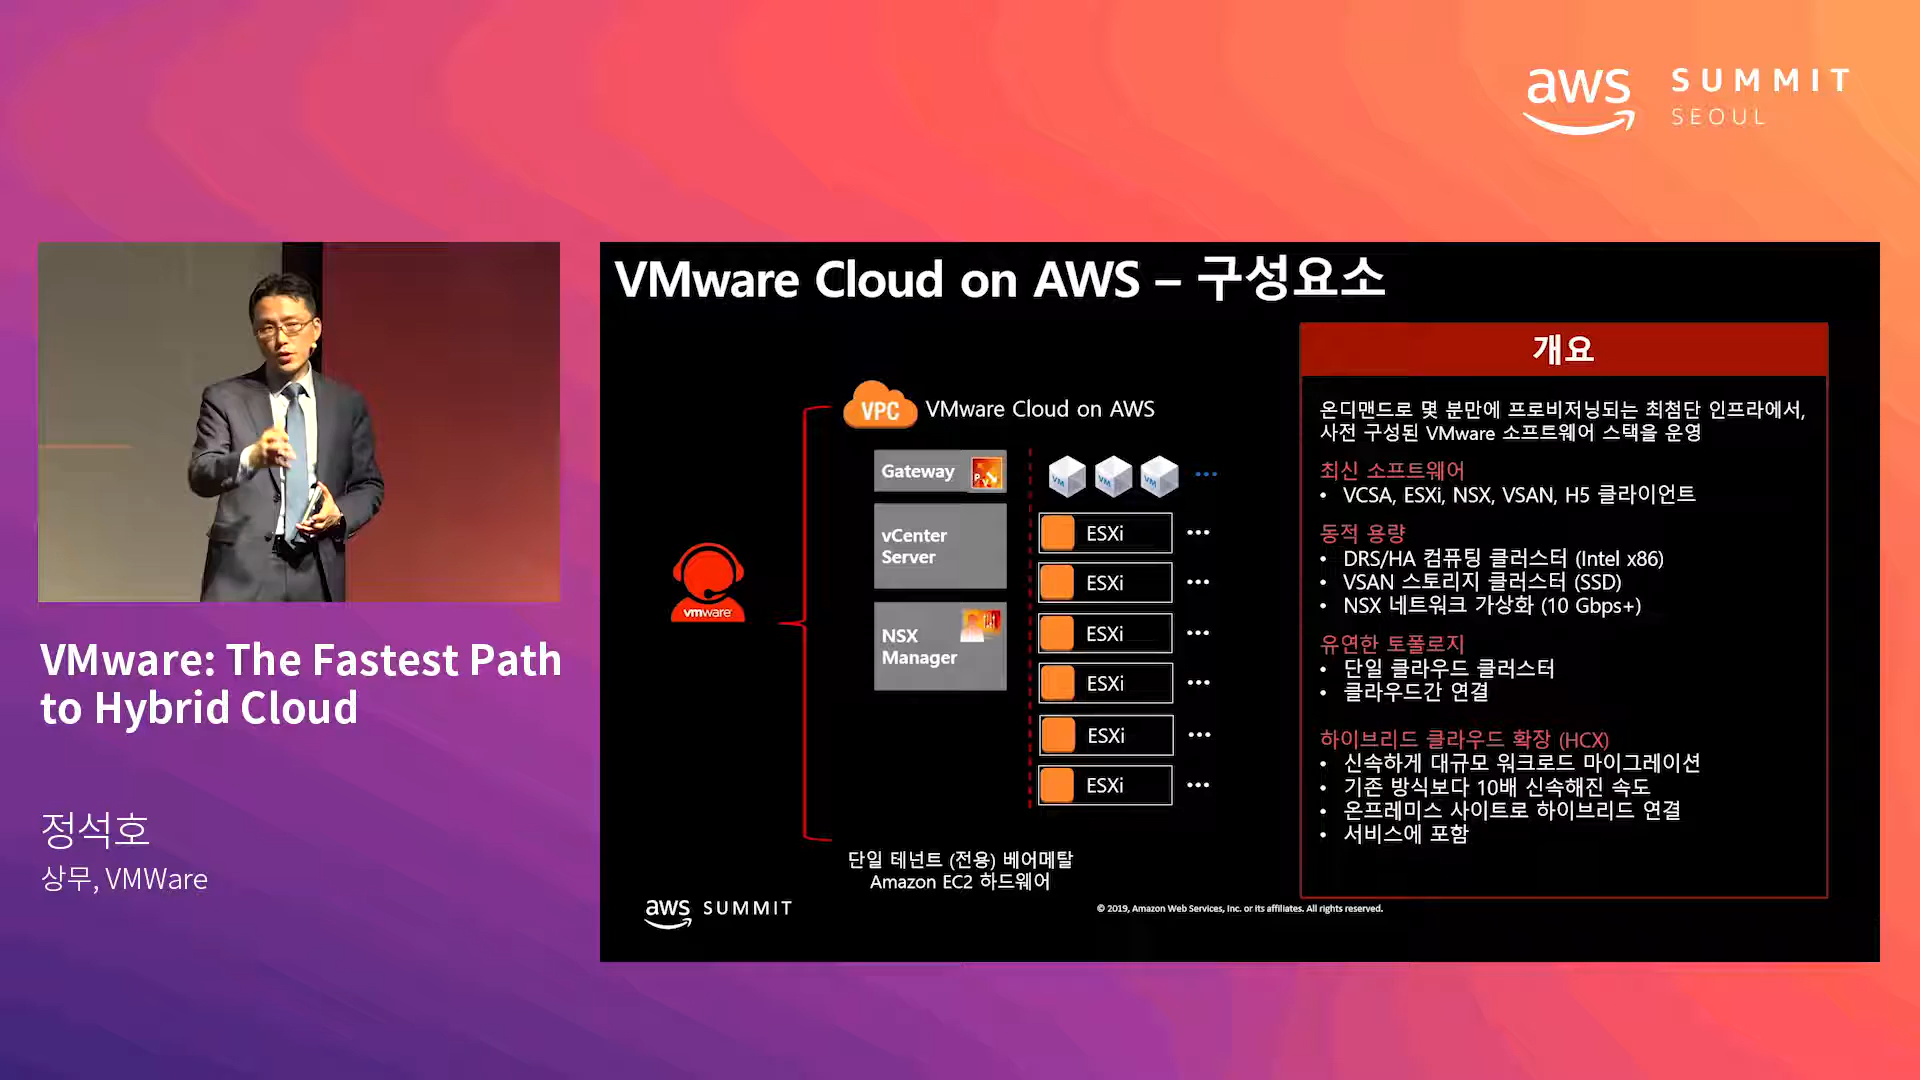 aws SUMMIT
SEOUL
VMware: The Fastest Path
to Hybrid Cloud
정석호
상무, VMWare
VMware Cloud on AWS – 구성요소
VPC VMware Cloud on AWS
Gateway
vCenter
Server
NSX
Manager
vmware
VM VM VM ...
ESXi ...
ESXi ...
ESXi ...
ESXi ...
ESXi ...
ESXi ...
단일 테넌트 (전용) 베어메탈
Amazon EC2 하드웨어
개요
온디맨드로 몇 분만에 프로비저닝되는 최첨단 인프라에서,
사전 구성된 VMware 소프트웨어 스택을 운영
최신 소프트웨어
• VCSA, ESXi, NSX, VSAN, H5 클라이언트
동적 용량
• DRS/HA 컴퓨팅 클러스터 (Intel x86)
• VSAN 스토리지 클러스터 (SSD)
• NSX 네트워크 가상화 (10 Gbps+)
유연한 토폴로지
• 단일 클라우드 클러스터
• 클라우드간 연결
하이브리드 클라우드 확장 (HCX)
• 신속하게 대규모 워크로드 마이그레이션
• 기존 방식보다 10배 신속해진 속도
• 온프레미스 사이트로 하이브리드 연결
• 서비스에 포함
aws SUMMIT
© 2019, Amazon Web Services, Inc. or its affiliates. All rights reserved.